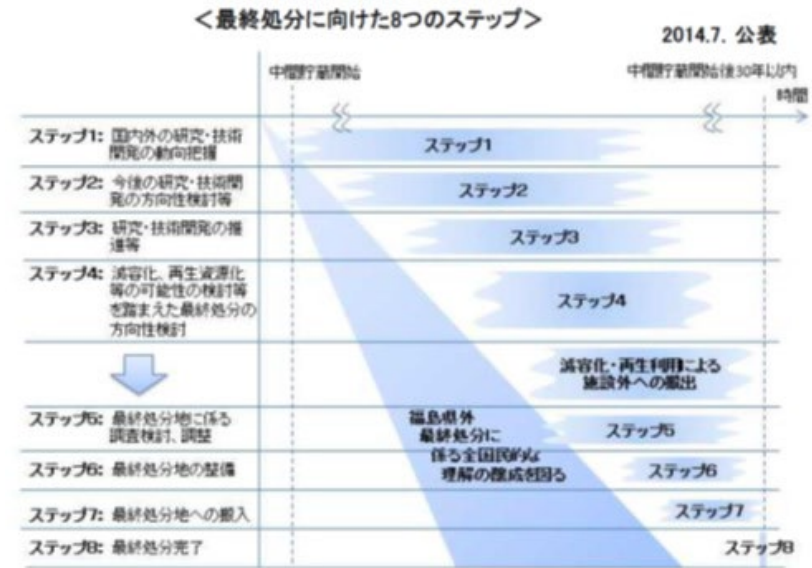 ＜最終処分に向けた8つのステップ＞
2014.7. 公表
中間貯蔵開始
中間貯蔵開始後30年以内
時間
ステップ1: 国内外の研究・技術
開発の動向把握
ステップ1
ステップ2: 今後の研究・技術開
発の方向性検討等
ステップ2
ステップ3: 研究・技術開発の推
進等
ステップ3
ステップ4: 減容化、再生資源化
等の可能性の検討等
を踏まえた最終処分の
方向性検討
ステップ4
減容化・再生利用による
施設外への搬出
ステップ5: 最終処分地に係る
調査検討、調整
福島県外
最終処分に
係る全国民的な
理解の醸成を図る
ステップ5
ステップ6: 最終処分地の整備
ステップ6
ステップ7: 最終処分地への搬入
ステップ7
ステップ8: 最終処分完了
ステップ8